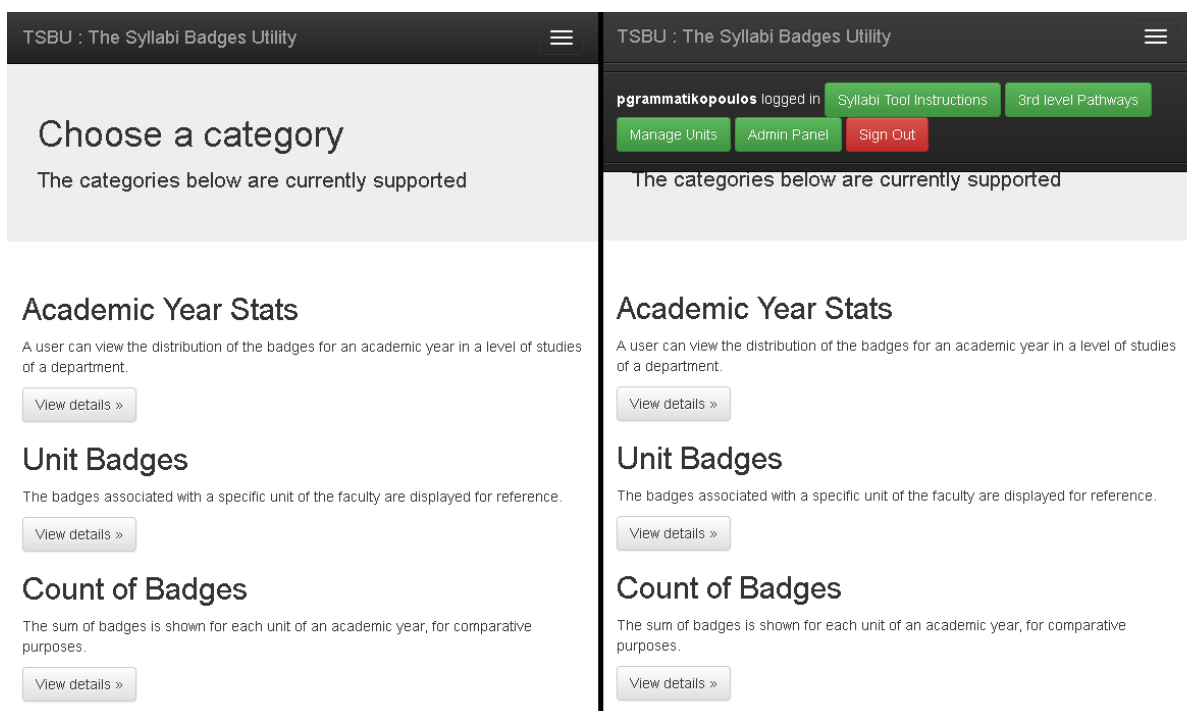 TSBU : The Syllabi Badges Utility
Choose a category
The categories below are currently supported
Academic Year Stats
A user can view the distribution of the badges for an academic year in a level of studies
of a department.
View details »
Unit Badges
The badges associated with a specific unit of the faculty are displayed for reference.
View details »
Count of Badges
The sum of badges is shown for each unit of an academic year, for comparative
purposes.
View details »
TSBU : The Syllabi Badges Utility
pgrammatikopoulos logged in Syllabi Tool Instructions 3rd level Pathways
Manage Units Admin Panel Sign Out
The categories below are currently supported
Academic Year Stats
A user can view the distribution of the badges for an academic year in a level of studies
of a department.
View details »
Unit Badges
The badges associated with a specific unit of the faculty are displayed for reference.
View details »
Count of Badges
The sum of badges is shown for each unit of an academic year, for comparative
purposes.
View details »